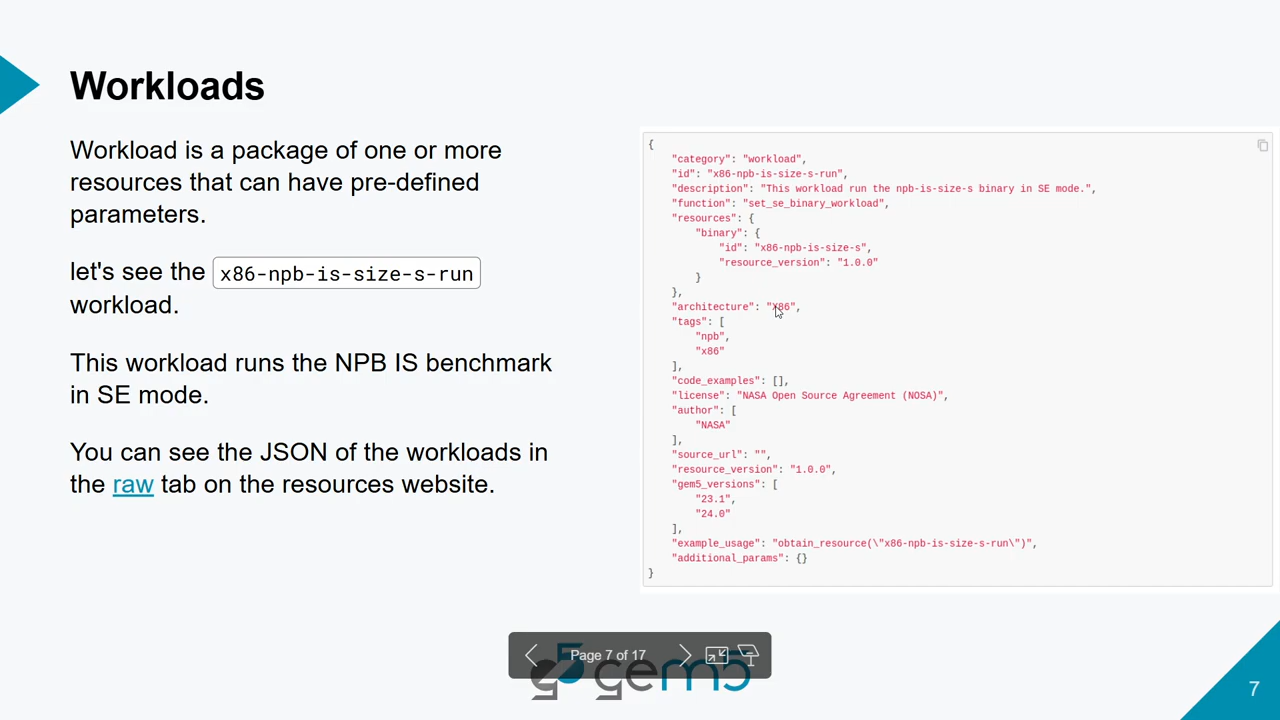 Workloads
Workload is a package of one or more
resources that can have pre-defined
parameters.
let's see the x86-npb-is-size-s-run
workload.
This workload runs the NPB IS benchmark
in SE mode.
You can see the JSON of the workloads in
the raw tab on the resources website.
{
"category": "workload",
"id": "x86-npb-is-size-s-run",
"description": "This workload run the npb-is-size-s binary in SE mode.",
"function": "set_se_binary_workload",
"resources": {
"binary": {
"id": "x86-npb-is-size-s",
"resource_version": "1.0.0"
}
},
"architecture": "X86",
"tags": [
"npb",
"x86"
],
"code_examples": [],
"license": "NASA Open Source Agreement (NOSA)",
"author": [
"NASA"
],
"source_url": "",
"resource_version": "1.0.0",
"gem5_versions": [
"23.1",
"24.0"
],
"example_usage": "obtain_resource(\"x86-npb-is-size-s-run\")",
"additional_params": {}
}
Page 7 of 17
gem5
7